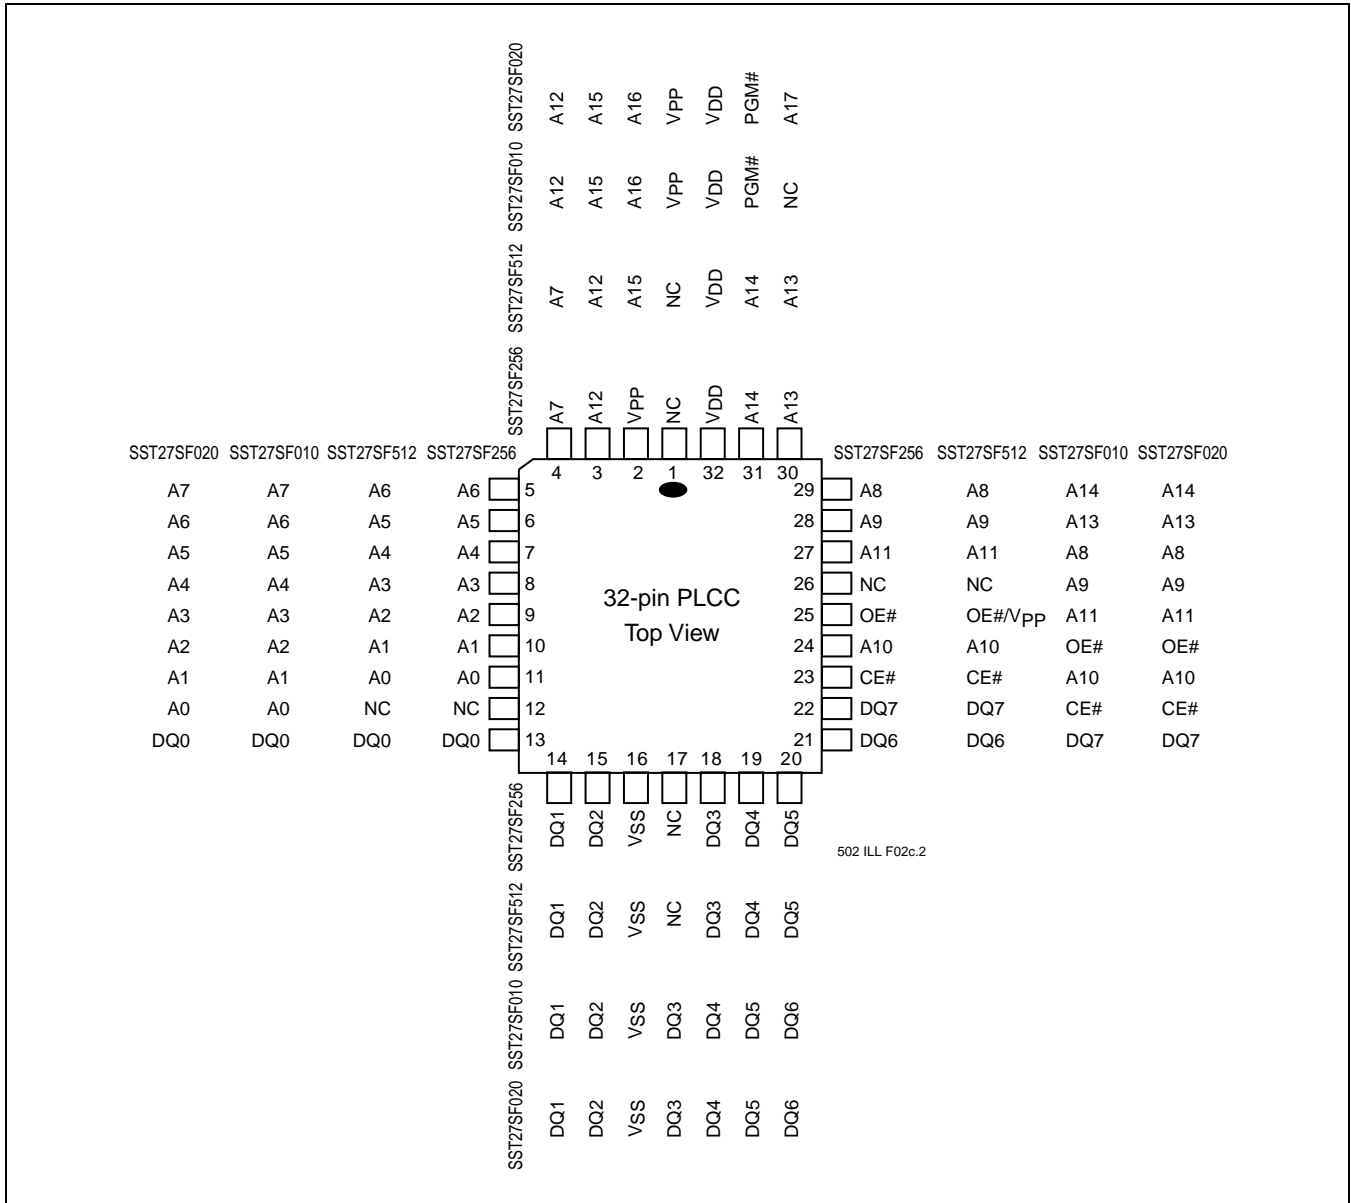 SST27SF020 A12 A15 A16 VPP VDD PGM# A17
SST27SF010 A12 A15 A16 VPP VDD PGM# NC
SST27SF512 A7 A12 A15 NC VDD A14 A13
SST27SF256 A7 A12 VPP NC VDD A14 A13
SST27SF020 SST27SF010 SST27SF512 SST27SF256 SST27SF256 SST27SF512 SST27SF010 SST27SF020
4 3 2 1 32 31 30
A7 A7 A6 A6 5 29 A8 A8 A14 A14
A6 A6 A5 A5 6 28 A9 A9 A13 A13
A5 A5 A4 A4 7 27 A11 A11 A8 A8
A4 A4 A3 A3 8 26 NC NC A9 A9
32-pin PLCC
A3 A3 A2 A2 9 25 OE# OE#/VPP A11 A11
Top View
A2 A2 A1 A1 10 24 A10 A10 OE# OE#
A1 A1 A0 A0 11 23 CE# CE# A10 A10
A0 A0 NC NC 12 22 DQ7 DQ7 CE# CE#
DQ0 DQ0 DQ0 DQ0 13 21 DQ6 DQ6 DQ7 DQ7
14 15 16 17 18 19 20
SST27SF256 DQ1 DQ2 VSS NC DQ3 DQ4 DQ5
502 ILL F02c.2
SST27SF512 DQ1 DQ2 VSS NC DQ3 DQ4 DQ5
SST27SF010 DQ1 DQ2 VSS DQ3 DQ4 DQ5 DQ6
SST27SF020 DQ1 DQ2 VSS DQ3 DQ4 DQ5 DQ6